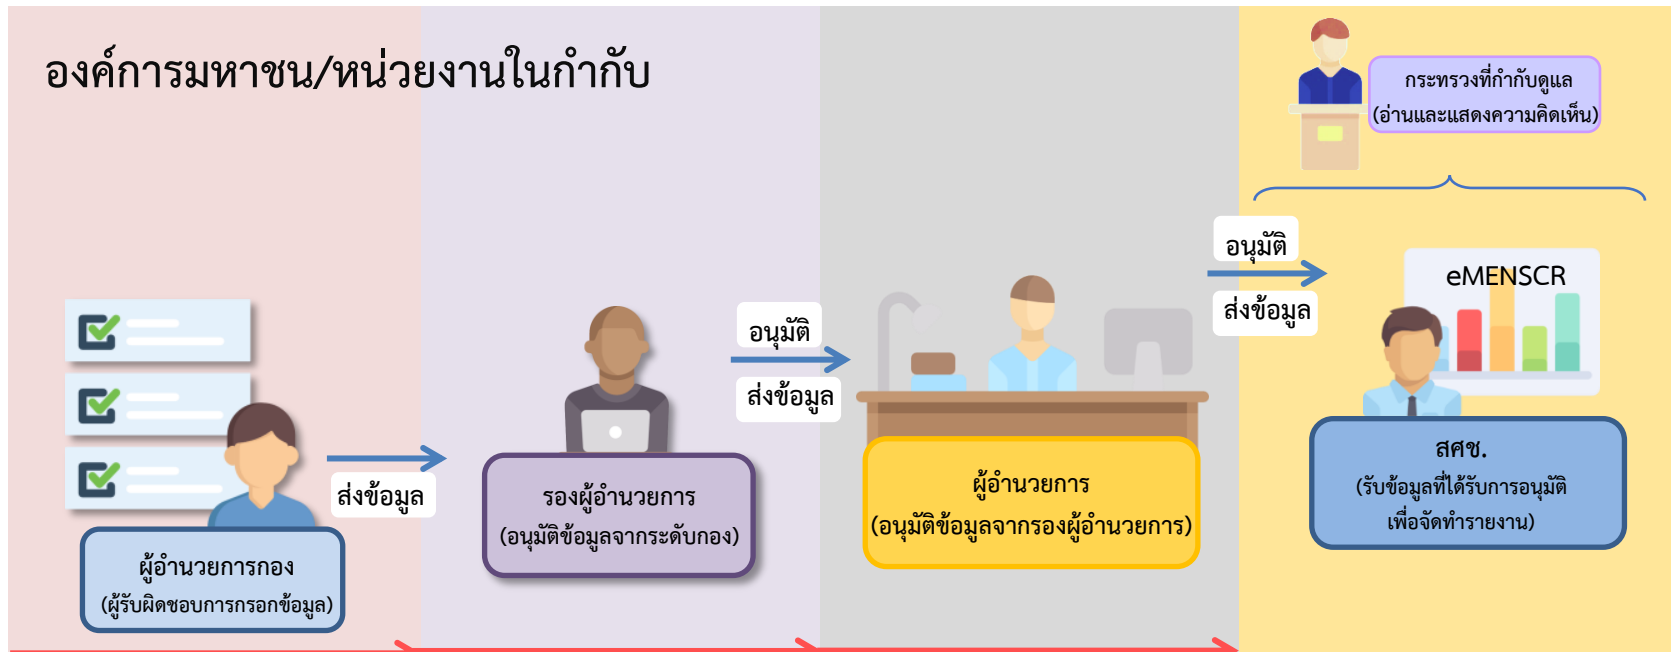 องค์การมหาชน/หน่วยงานในกำกับ
กระทรวงที่กำกับดูแล
(อ่านและแสดงความคิดเห็น)
อนุมัติ
ส่งข้อมูล
eMENSCR
อนุมัติ
ส่งข้อมูล
ส่งข้อมูล
ผู้อำนวยการกอง
(ผู้รับผิดชอบการกรอกข้อมูล)
รองผู้อำนวยการ
(อนุมัติข้อมูลจากระดับกอง)
ผู้อำนวยการ
(อนุมัติข้อมูลจากรองผู้อำนวยการ)
สศช.
(รับข้อมูลที่ได้รับการอนุมัติ
เพื่อจัดทำรายงาน)